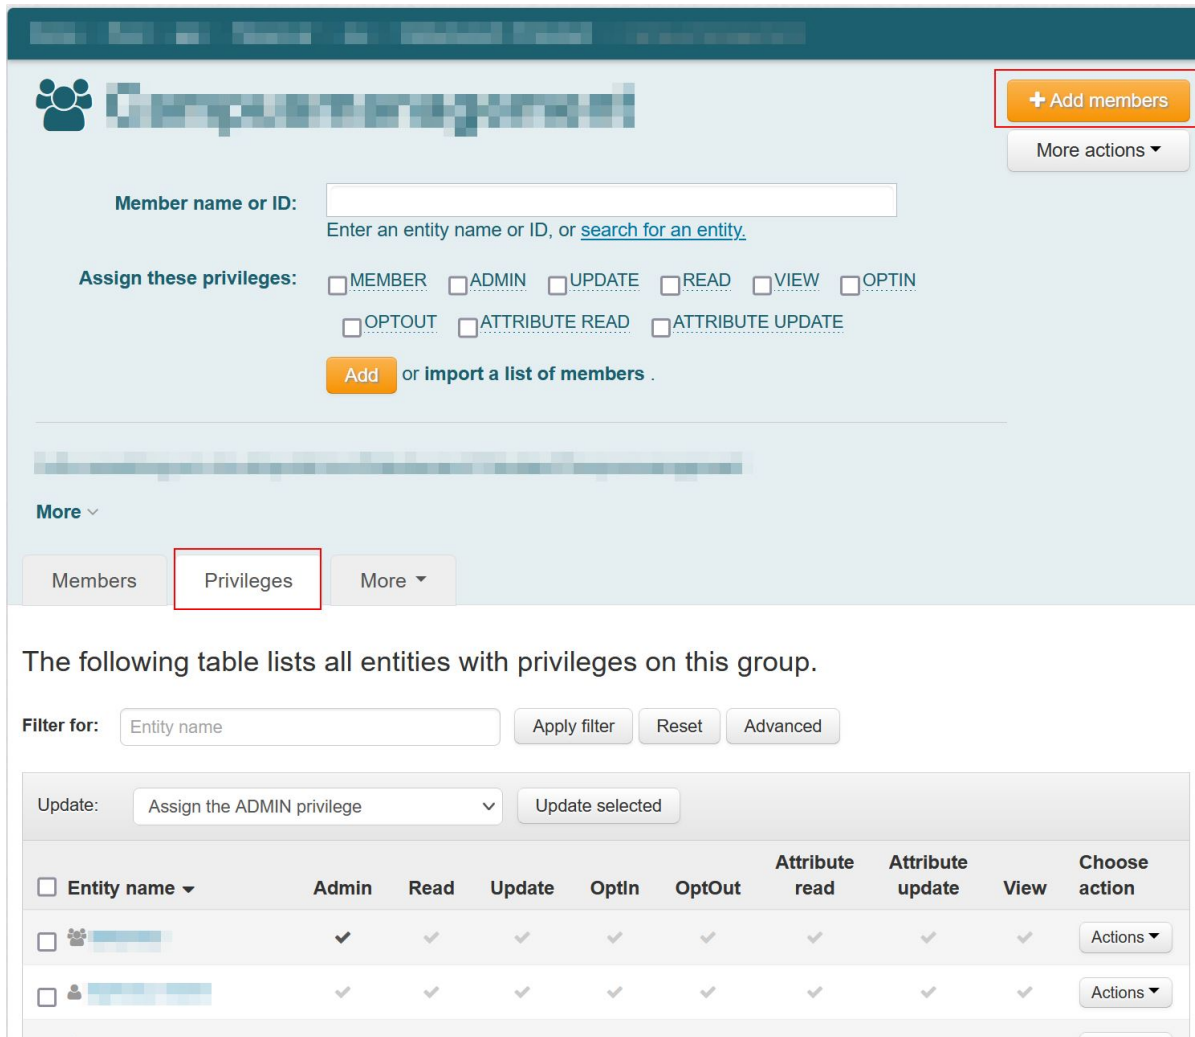 + Add members
More actions
Member name or ID:
Enter an entity name or ID, or search for an entity.
Assign these privileges:
MEMBER ADMIN UPDATE READ VIEW OPTIN
OPTOUT ATTRIBUTE READ ATTRIBUTE UPDATE
Add or import a list of members .
More
Members Privileges More
The following table lists all entities with privileges on this group.
Filter for: Entity name Apply filter Reset Advanced
Update: Assign the ADMIN privilege Update selected
Entity name Admin Read Update OptIn OptOut Attribute read Attribute update View Choose action
Actions
Actions